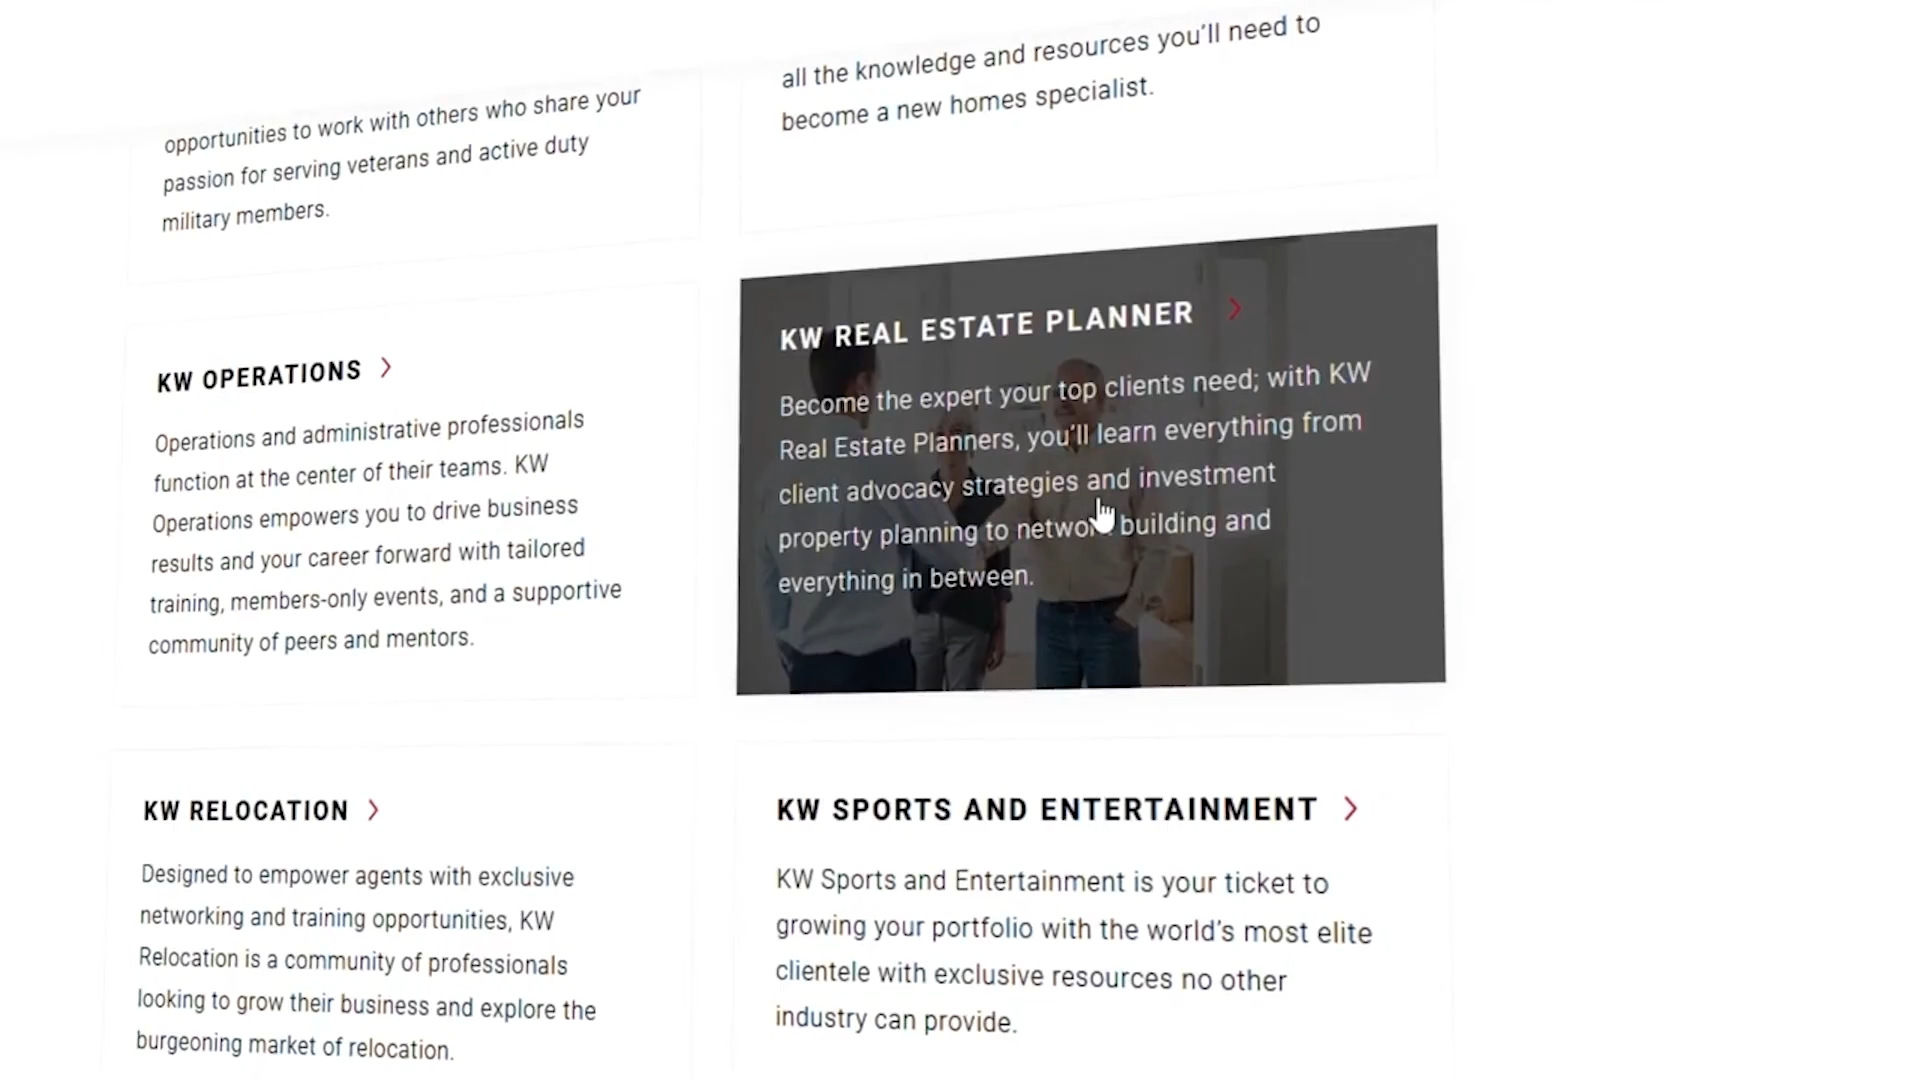 opportunities to work with others who share your
passion for serving veterans and active duty
military members.
all the knowledge and resources you'll need to
become a new homes specialist.
KW OPERATIONS
Operations and administrative professionals
function at the center of their teams. KW
Operations empowers you to drive business
results and your career forward with tailored
training, members-only events, and a supportive
community of peers and mentors.
KW REAL ESTATE PLANNER
Become the expert your top clients need; with KW
Real Estate Planners, you'll learn everything from
client advocacy strategies and investment
property planning to network building and
everything in between.
KW RELOCATION
Designed to empower agents with exclusive
networking and training opportunities, KW
Relocation is a community of professionals
looking to grow their business and explore the
burgeoning market of relocation.
KW SPORTS AND ENTERTAINMENT
KW Sports and Entertainment is your ticket to
growing your portfolio with the world's most elite
clientele with exclusive resources no other
industry can provide.